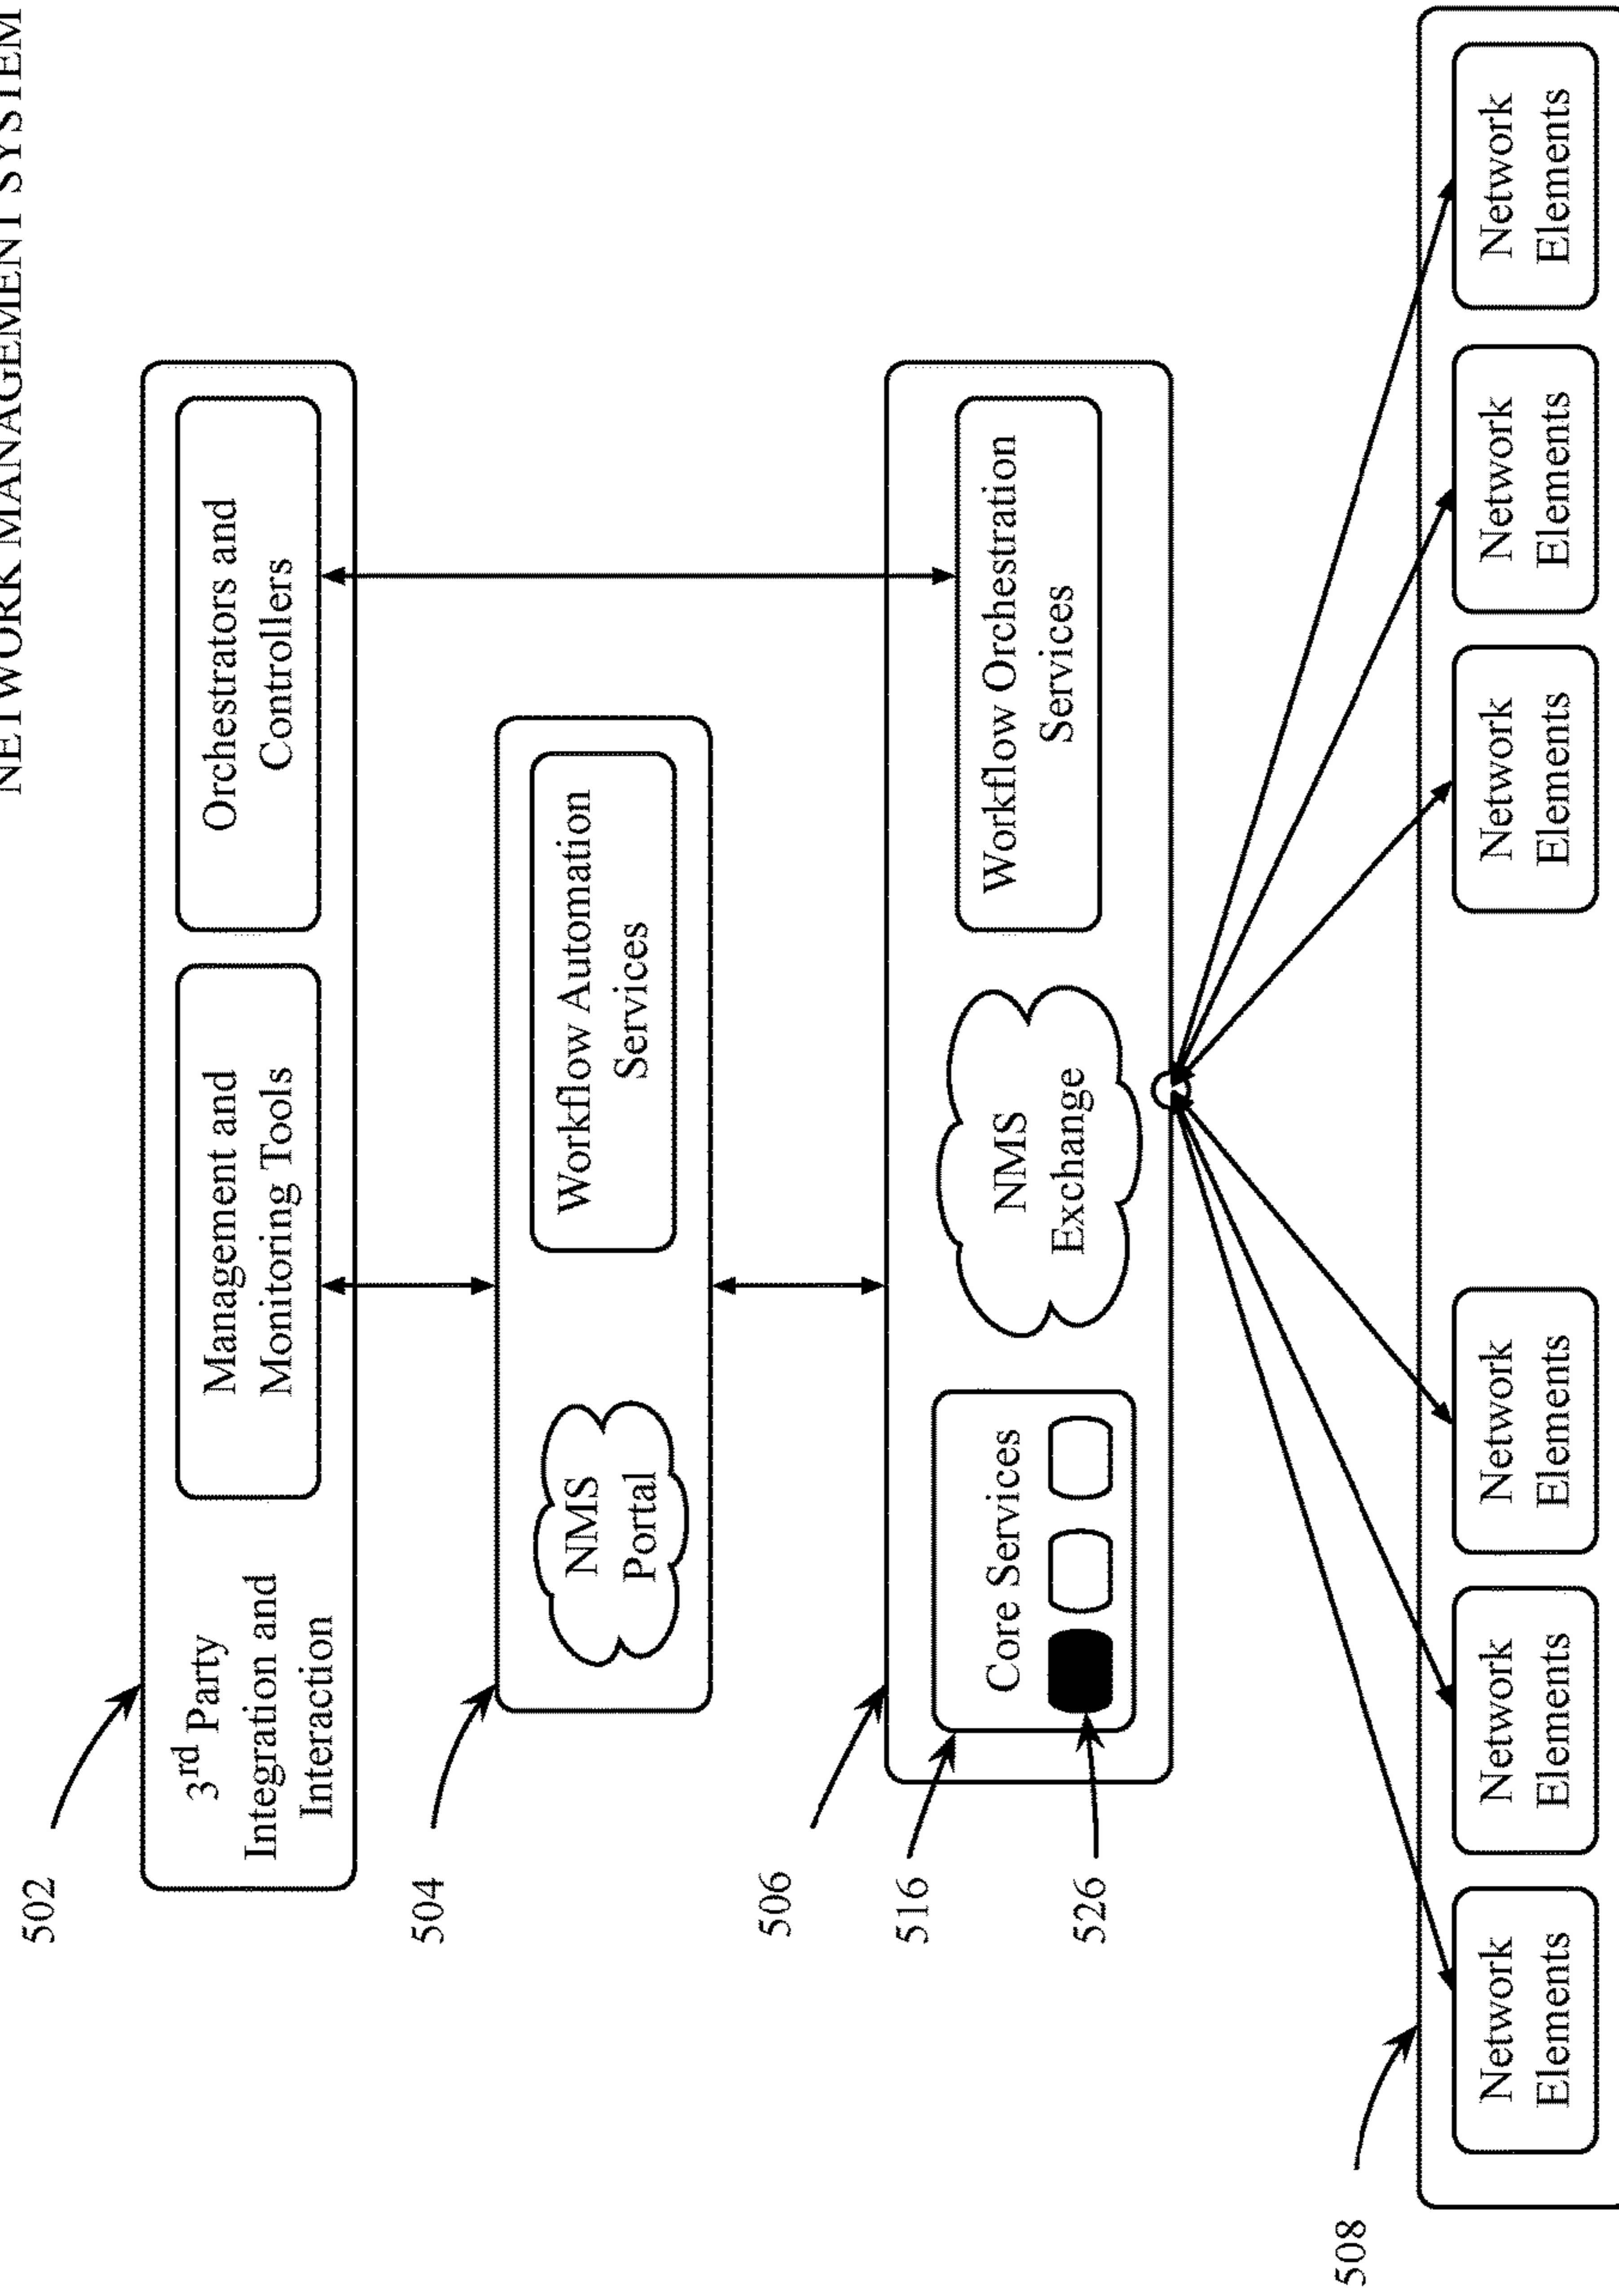 NETWORK MANAGEMENT SYSTEM
502
3rd Party
Integration and
Interaction
Management and
Monitoring Tools
Orchestrators and
Controllers
504
NMS
Portal
Workflow Automation
Services
506
516
526
Core Services
NMS
Exchange
Workflow Orchestration
Services
508
Network
Elements
Network
Elements
Network
Elements
Network
Elements
Network
Elements
Network
Elements